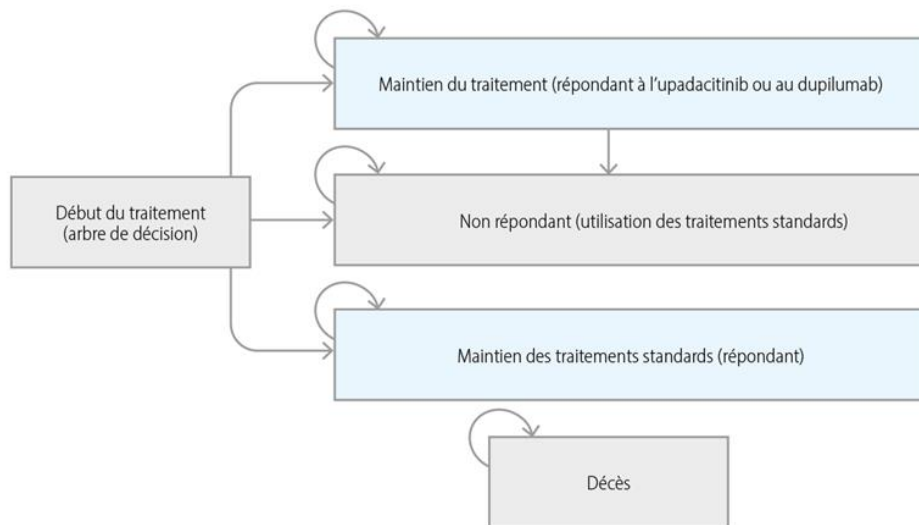 Maintien du traitement (répondant à l’upadacitinib ou au dupilumab)
Début du traitement
(arbre de décision)
Non répondant (utilisation des traitements standards)
Maintien des traitements standards (répondant)
Décès